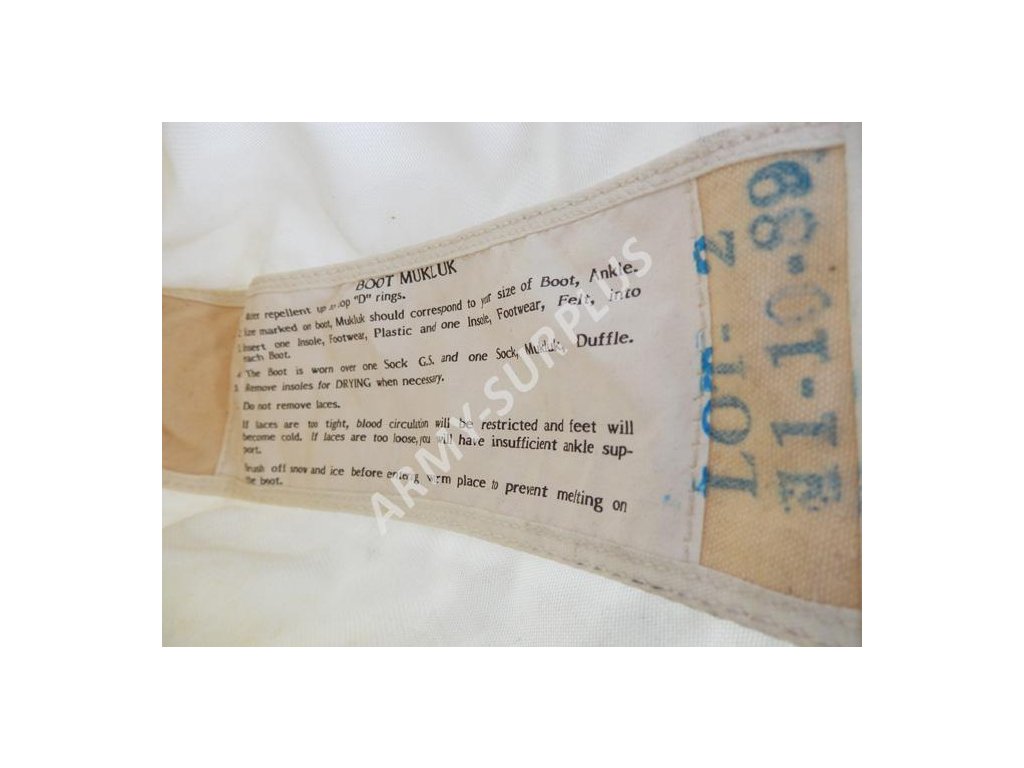 BOOT MUKLUK
repellent up to top "D" rings.
2. Size marked on boot, Mukluk should correspond to your size of Boot, Ankle.
3. Insert one Insole, Footwear, Plastic and one Insole, Footwear, Felt, into
each Boot.
4. The Boot is worn over one Sock G.S. and one Sock, Mukluk, Duffle.
5. Remove insoles for DRYING when necessary.
Do not remove laces.
If laces are too tight, blood circulation will be restricted and feet will
become cold. If laces are too loose, you will have insufficient ankle sup-
port.
Brush off snow and ice before entering warm place to prevent melting on
the boot.
LOT- 2
11-10-89
ARMY-SURPLUS